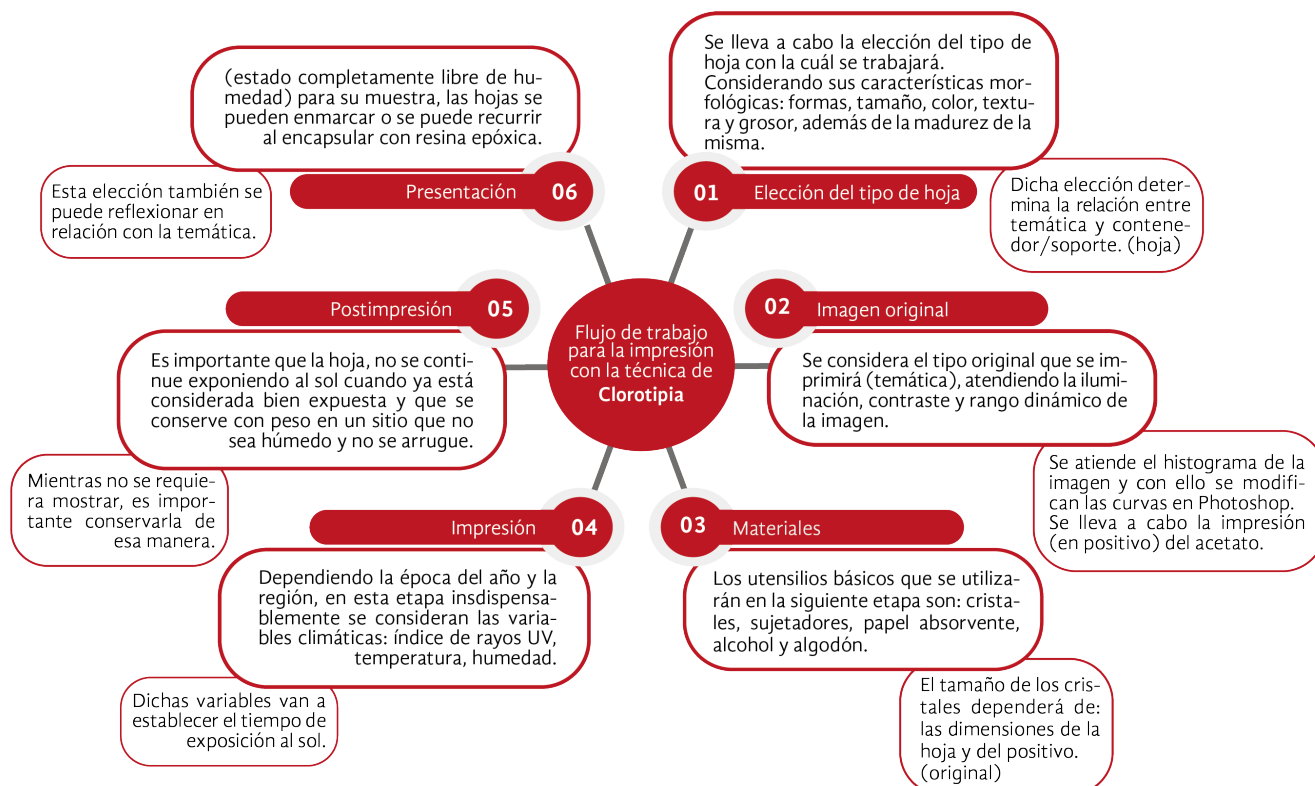 Flujo de trabajo
para la impresión
con la técnica de
Clorotipia
Se lleva a cabo la elección del tipo de
hoja con la cuál se trabajará.
Considerando sus características mor-
fológicas: formas, tamaño, color, textu-
ra y grosor, además de la madurez de la
misma.
01 Elección del tipo de hoja
Dicha elección deter-
mina la relación entre
temática y contene-
dor/soporte. (hoja)
02 Imagen original
Se considera el tipo original que se im-
primirá (temática), atendiendo la ilumi-
nación, contraste y rango dinámico de
la imagen.
Se atiende el histograma de la
imagen y con ello se modifi-
can las curvas en Photoshop.
Se lleva a cabo la impresión
(en positivo) del acetato.
03 Materiales
Los utensilios básicos que se utiliza-
rán en la siguiente etapa son: crista-
les, sujetadores, papel absorvente,
alcohol y algodón.
El tamaño de los cris-
tales dependerá de:
las dimensiones de la
hoja y del positivo.
(original)
Impresión 04
Dependiendo la época del año y la
región, en esta etapa insdispensa-
blemente se consideran las varia-
bles climáticas: índice de rayos UV,
temperatura, humedad.
Dichas variables van a
establecer el tiempo de
exposición al sol.
Postimpresión 05
Es importante que la hoja, no se conti-
nue exponiendo al sol cuando ya está
considerada bien expuesta y que se
conserve con peso en un sitio que no
sea húmedo y no se arrugue.
Mientras no se requie-
ra mostrar, es impor-
tante conservarla de
esa manera.
(estado completamente libre de hu-
medad) para su muestra, las hojas se
pueden enmarcar o se puede recurrir
al encapsular con resina epóxica.
Presentación 06
Esta elección también se
puede reflexionar en
relación con la temática.